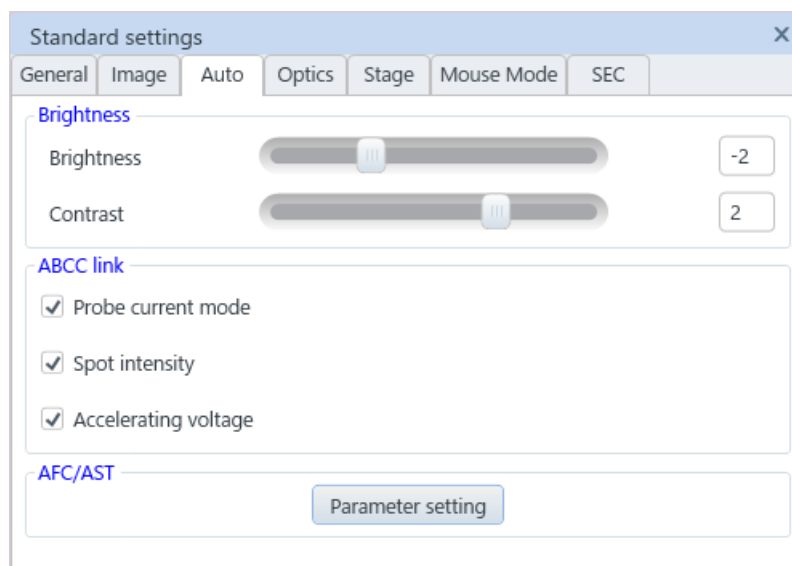 Standard settings
General Image Auto Optics Stage Mouse Mode SEC
Brightness
Brightness -2
Contrast 2
ABCC link
Probe current mode
Spot intensity
Accelerating voltage
AFC/AST
Parameter setting